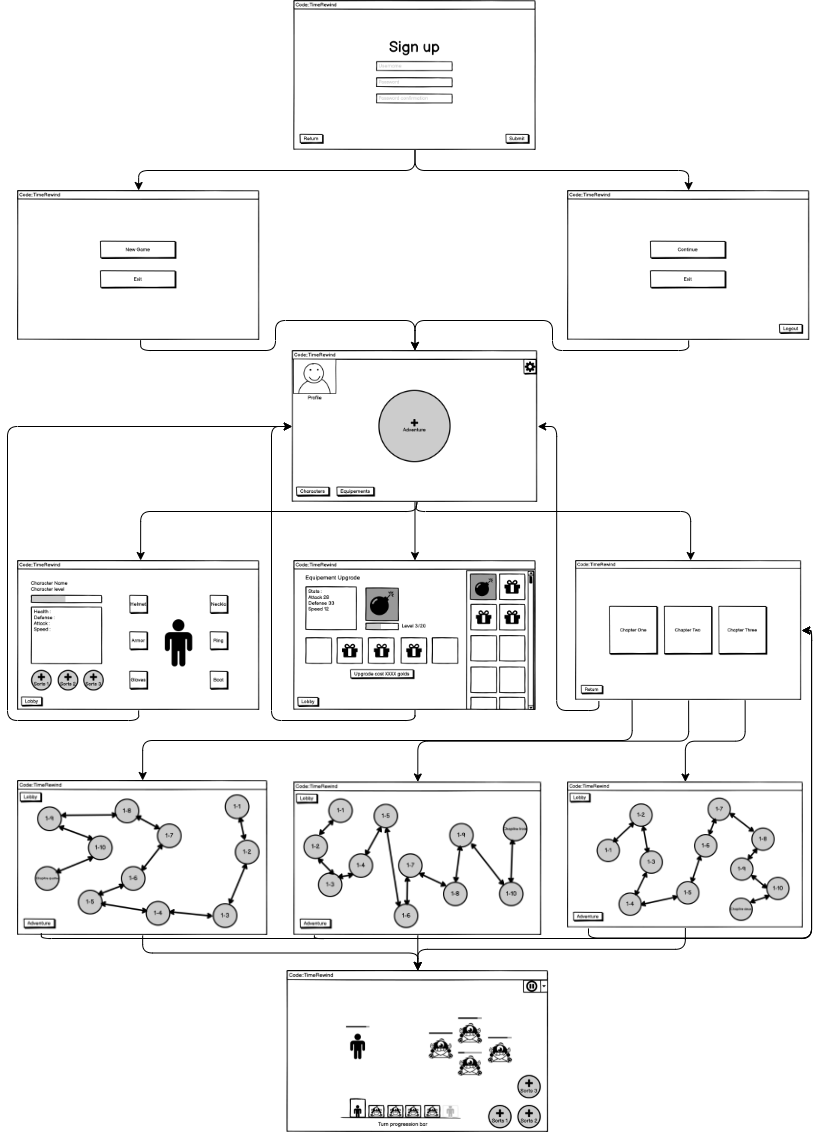 Code::TimeRewind
Sign up
Username
Password
Password confirmation
Return
Submit
Code::TimeRewind
New Game
Exit
Code::TimeRewind
Continue
Exit
Logout
Code::TimeRewind
Profile
Adventure
Characters
Equipements
Code::TimeRewind
Character Name
Character level
Health :
Defense :
Attack :
Speed :
Helmet
Armor
Gloves
Ring
Boot
Sorts 1
Sorts 2
Sorts 3
Lobby
Code::TimeRewind
Equipement Upgrade
Stats :
Attack 28
Defense 33
Speed 12
Level 3/20
Upgrade cost XXXX golds
Lobby
Code::TimeRewind
Chapter One
Chapter Two
Chapter Three
Return
Code::TimeRewind
Lobby
1-1
1-2
1-3
1-4
1-5
1-6
1-7
1-8
1-9
1-10
Adventure
Code::TimeRewind
Lobby
1-1
1-2
1-3
1-4
1-5
1-6
1-7
1-8
1-9
1-10
Adventure
Code::TimeRewind
Lobby
1-1
1-2
1-3
1-4
1-5
1-6
1-7
1-8
1-9
1-10
Adventure
Code::TimeRewind
Sorts 3
Sorts 1
Sorts 2
Turn progression bar